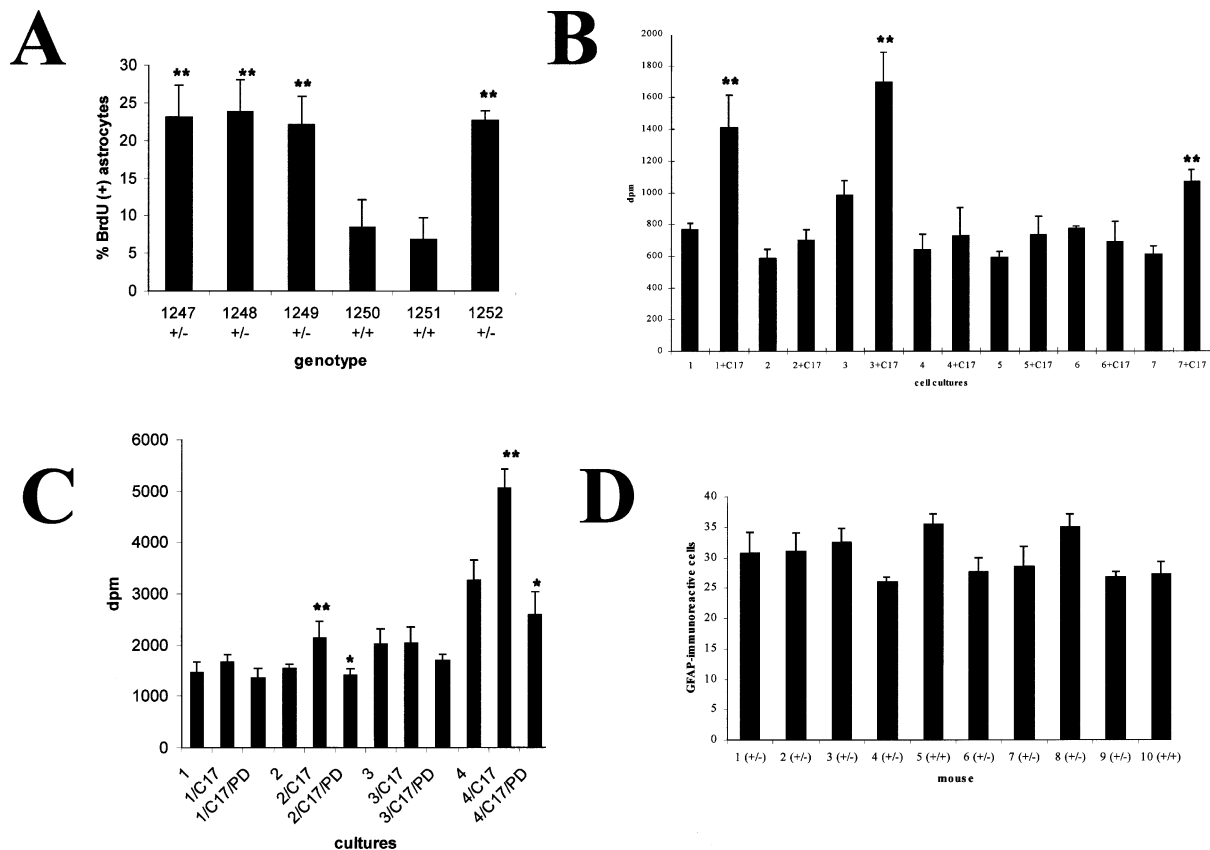 A
30
25
20
15
10
5
0
% BrdU (+) astrocytes
** ** ** **
1247 1248 1249 1250 1251 1252
+/- +/- +/- +/+ +/+ +/-
genotype
B
2000
1800
1600
1400
1200
1000
800
600
400
200
0
dpm
** ** **
1 1+C17 2 2+C17 3 3+C17 4 4+C17 5 5+C17 6 6+C17 7 7+C17
cell cultures
C
6000
5000
4000
3000
2000
1000
0
dpm
** * ** *
1 1/C17 1/C17/PD 2 2/C17 2/C17/PD 3 3/C17 3/C17/PD 4 4/C17 4/C17/PD
cultures
D
40
35
30
25
20
15
10
5
0
GFAP-immunoreactive cells
1 (+/-) 2 (+/-) 3 (+/-) 4 (+/-) 5 (+/+) 6 (+/-) 7 (+/-) 8 (+/-) 9 (+/-) 10 (+/+)
mouse